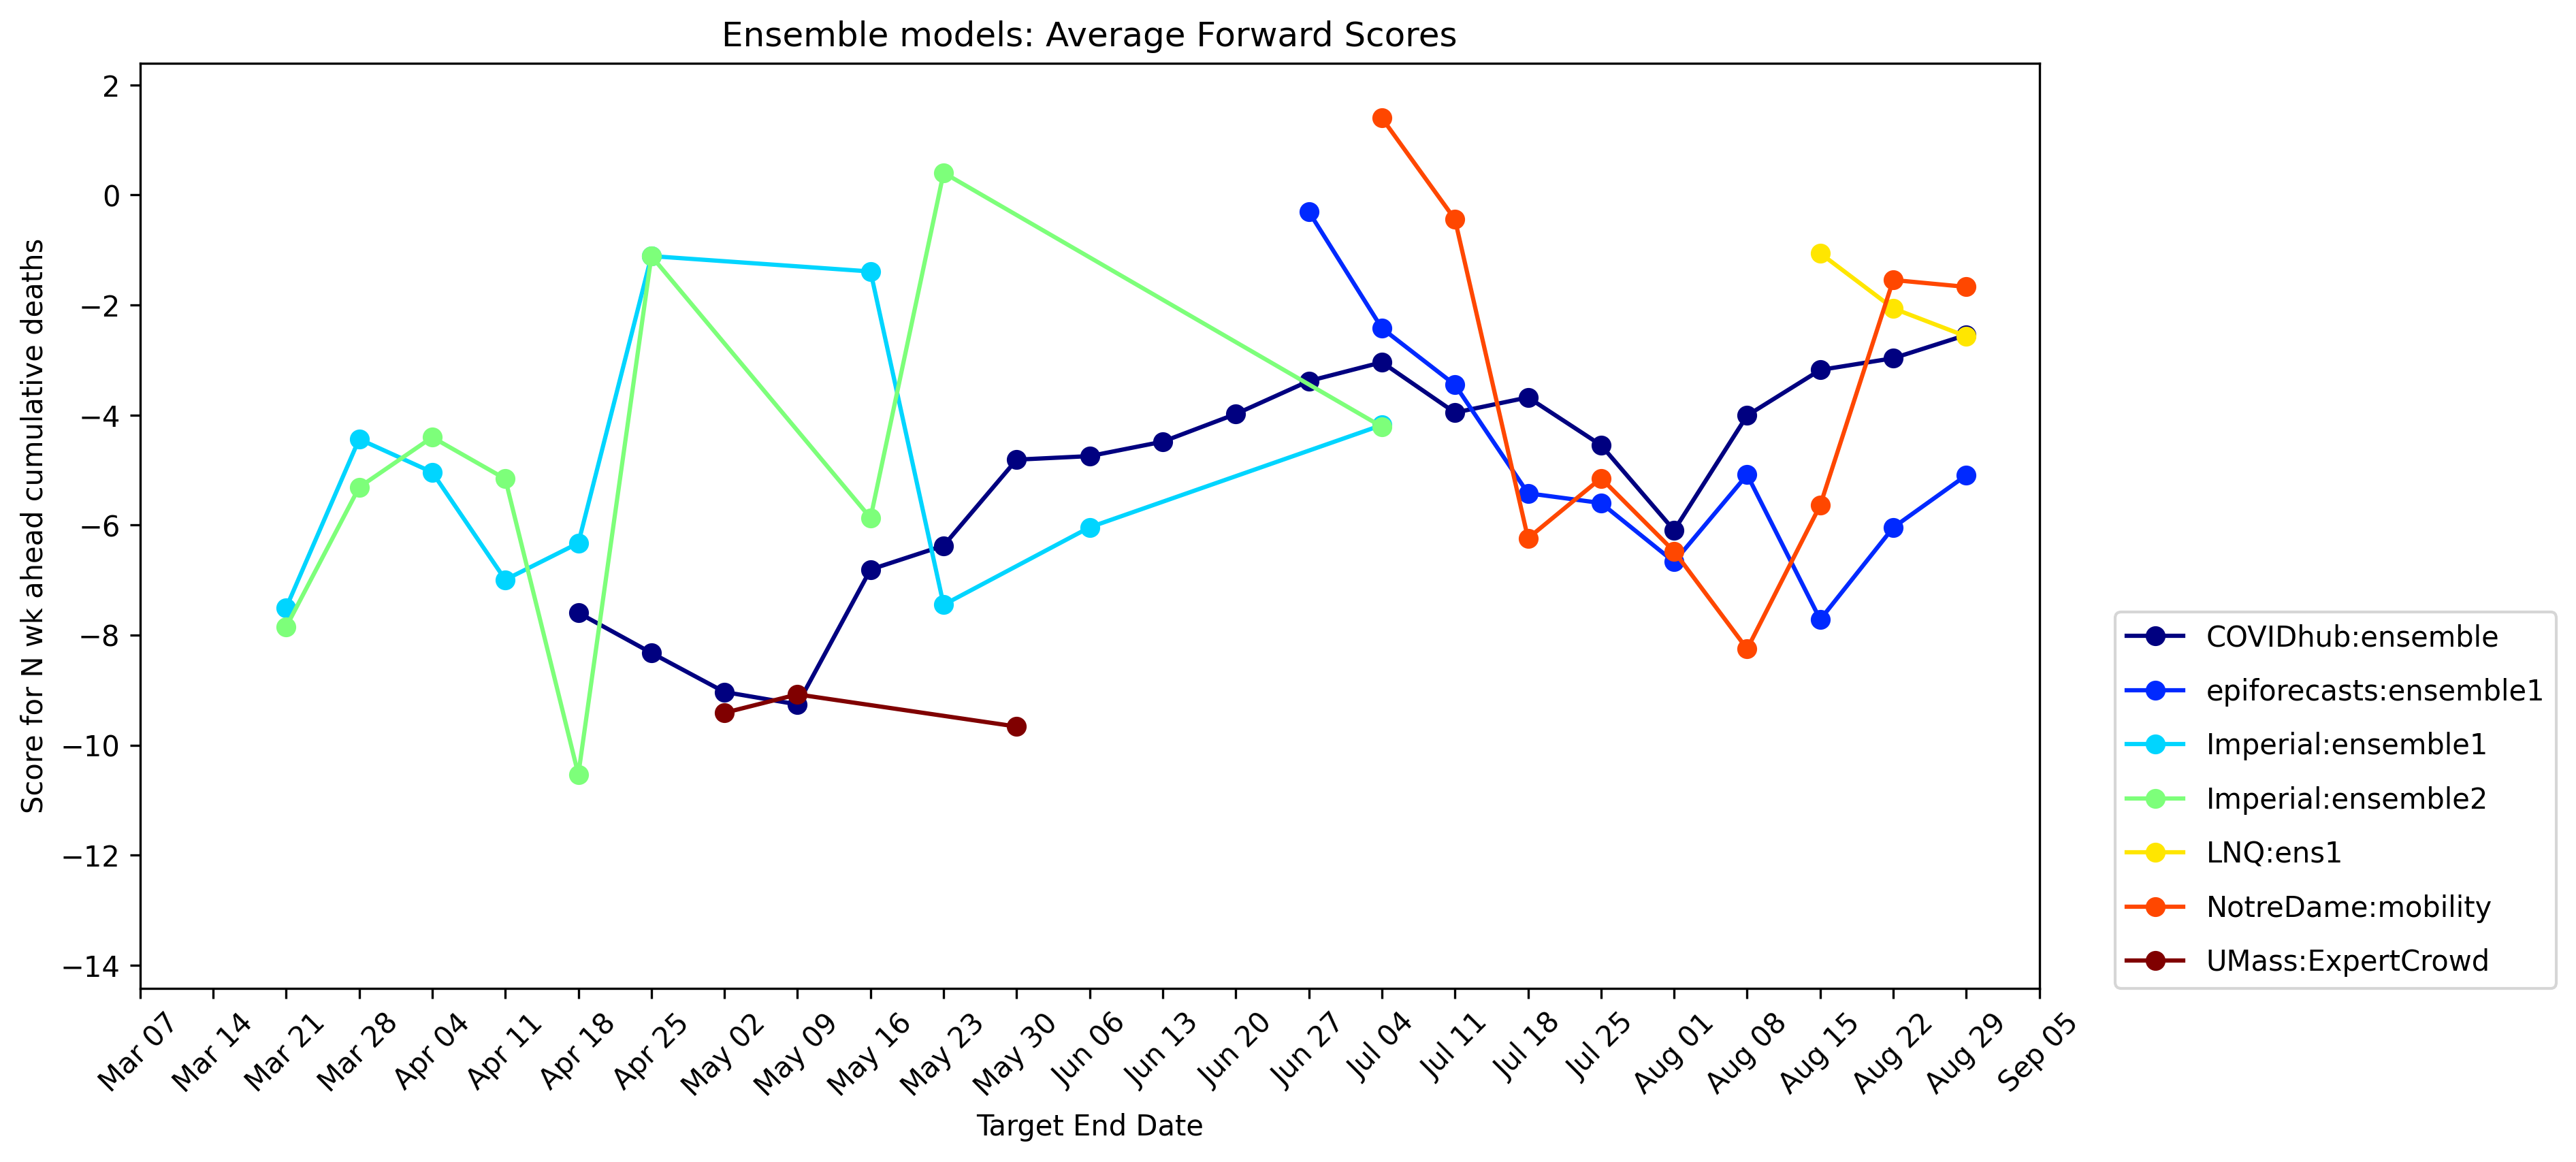 Ensemble models: Average Forward Scores
Score for N wk ahead cumulative deaths
2
0
−2
−4
−6
−8
−10
−12
−14
Mar 07
Mar 14
Mar 21
Mar 28
Apr 04
Apr 11
Apr 18
Apr 25
May 02
May 09
May 16
May 23
May 30
Jun 06
Jun 13
Jun 20
Jun 27
Jul 04
Jul 11
Jul 18
Jul 25
Aug 01
Aug 08
Aug 15
Aug 22
Aug 29
Sep 05
Target End Date
COVIDhub:ensemble
epiforecasts:ensemble1
Imperial:ensemble1
Imperial:ensemble2
LNQ:ens1
NotreDame:mobility
UMass:ExpertCrowd